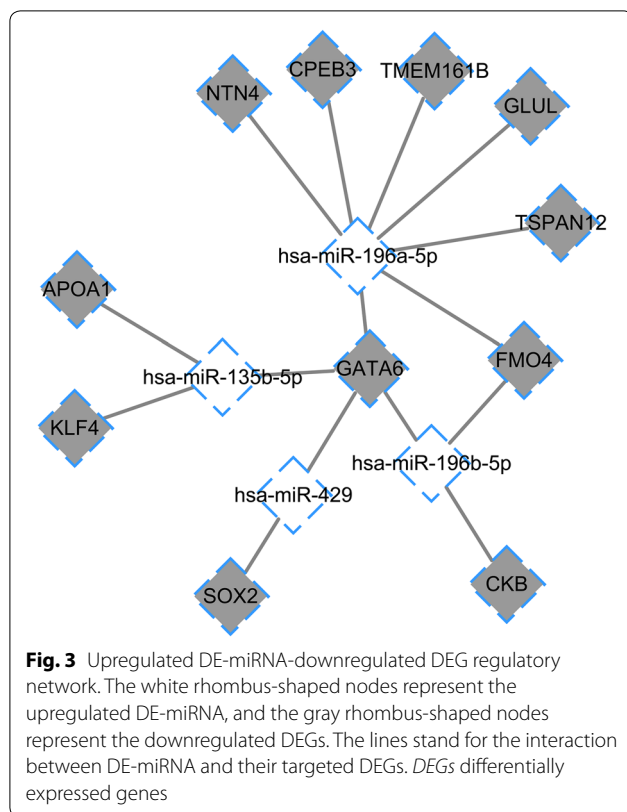 CPEB3
TMEM161B
NTN4
GLUL
TSPAN12
hsa-miR-196a-5p
APOA1
FMO4
GATA6
hsa-miR-135b-5p
KLF4
hsa-miR-196b-5p
hsa-miR-429
CKB
SOX2
Fig. 3 Upregulated DE-miRNA-downregulated DEG regulatory
network. The white rhombus-shaped nodes represent the
upregulated DE-miRNA, and the gray rhombus-shaped nodes
represent the downregulated DEGs. The lines stand for the interaction
between DE-miRNA and their targeted DEGs. DEGs differentially
expressed genes